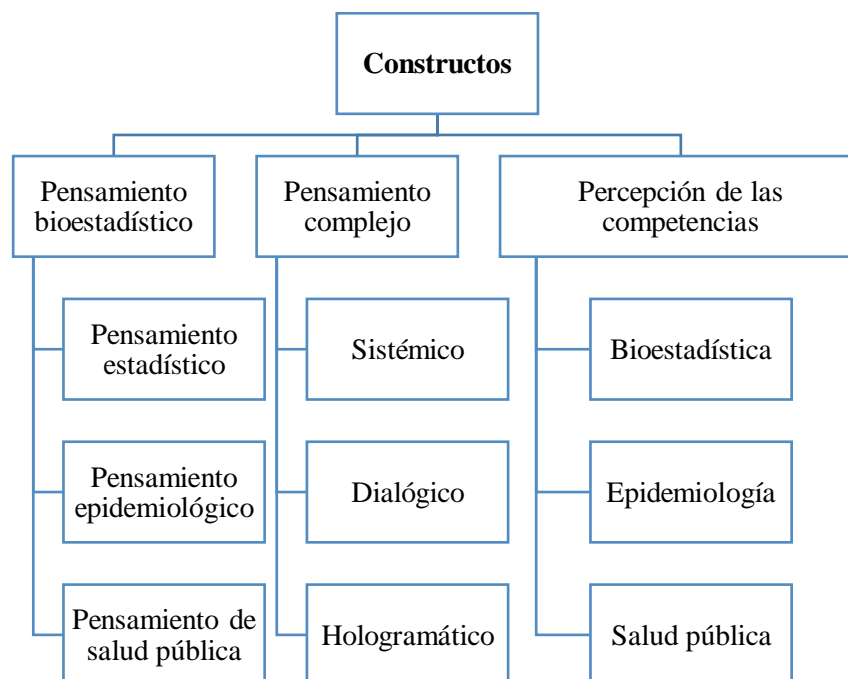 Constructos
Pensamiento
bioestadístico
Pensamiento
complejo
Percepción de las
competencias
Pensamiento
estadístico
Sistémico
Bioestadística
Pensamiento
epidemiológico
Dialógico
Epidemiología
Pensamiento de
salud pública
Hologramático
Salud pública